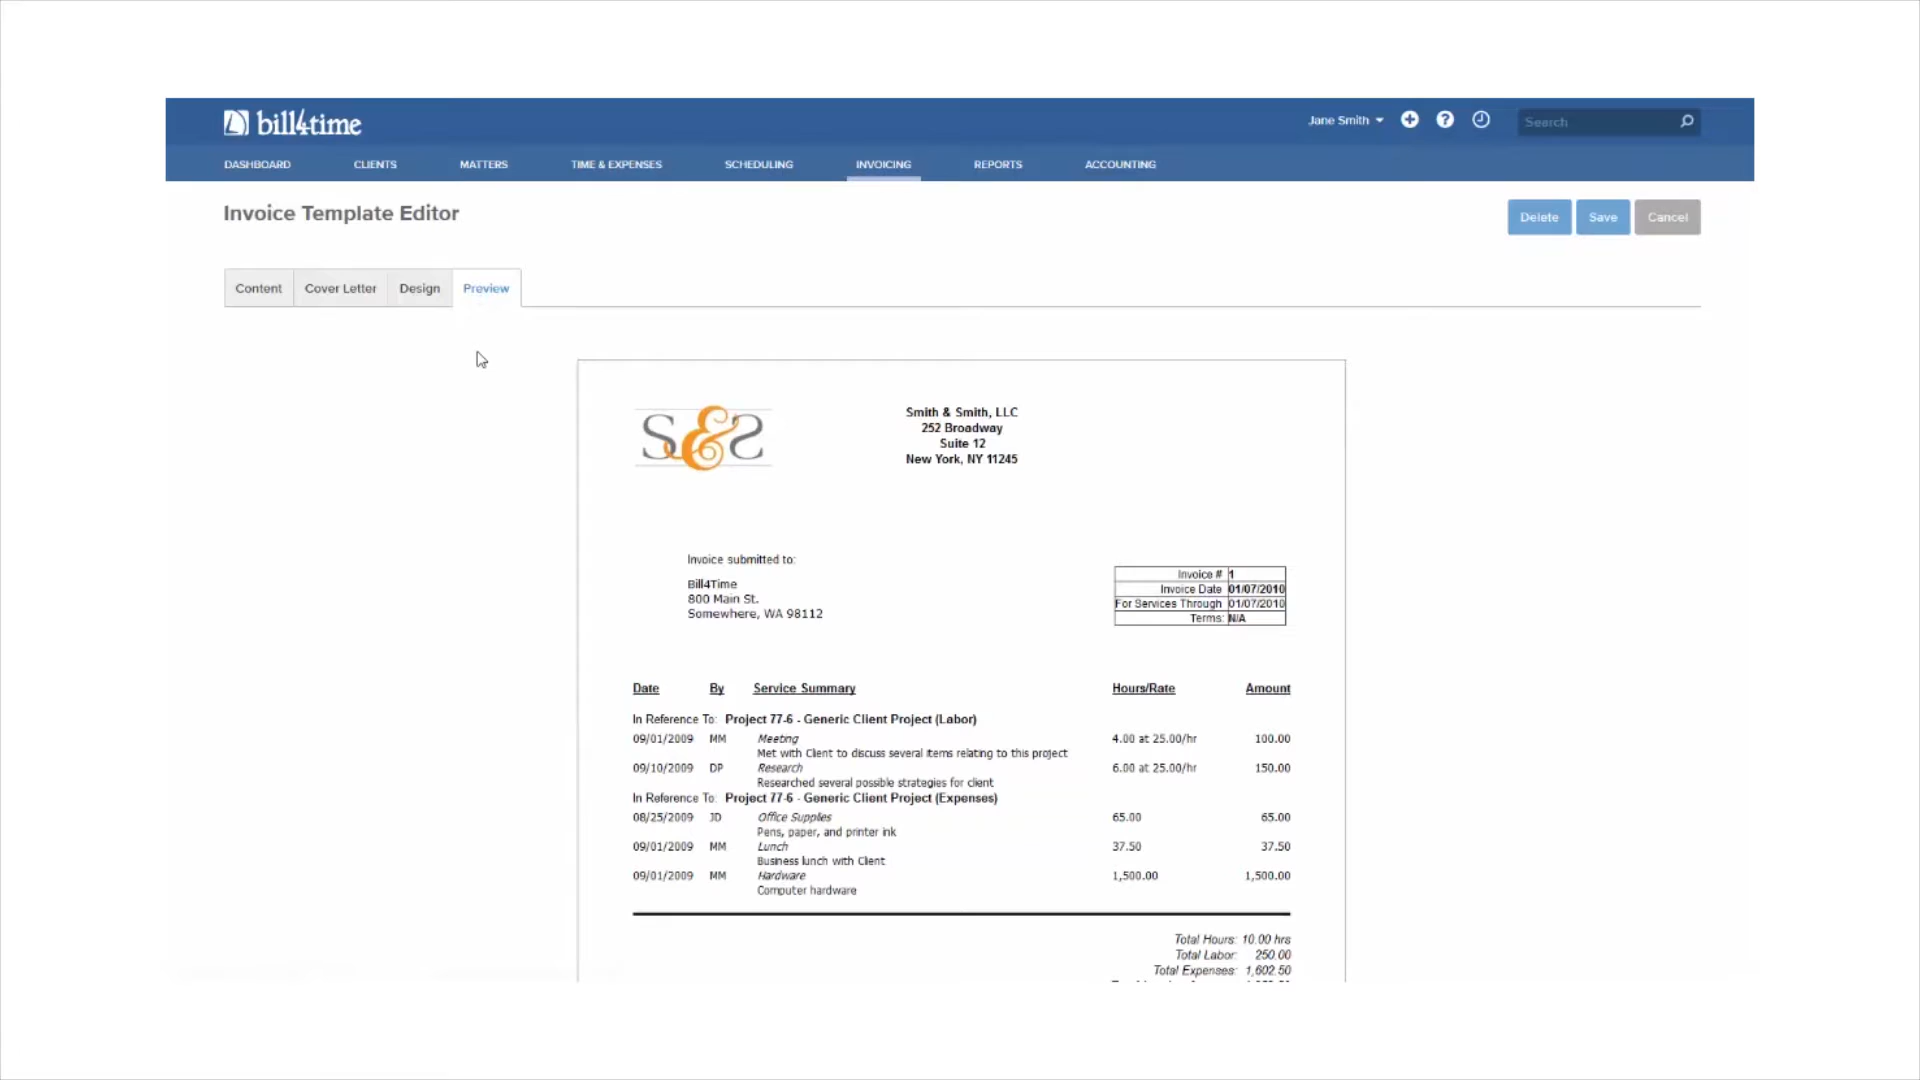 bill4time
Jane Smith
Search
DASHBOARD CLIENTS MATTERS TIME & EXPENSES SCHEDULING INVOICING REPORTS ACCOUNTING
Invoice Template Editor
Delete Save Cancel
Content Cover Letter Design Preview
S&S
Smith & Smith, LLC
252 Broadway
Suite 12
New York, NY 11245
Invoice submitted to:
Bill4Time
800 Main St.
Somewhere, WA 98112
Invoice # 1
Invoice Date 01/07/2010
For Services Through 01/07/2010
Terms: N/A
Date By Service Summary Hours/Rate Amount
In Reference To: Project 77-6 - Generic Client Project (Labor)
09/01/2009 MM Meeting 4.00 at 25.00/hr 100.00
Met with Client to discuss several items relating to this project
09/10/2009 DP Research 6.00 at 25.00/hr 150.00
Researched several possible strategies for client
In Reference To: Project 77-6 - Generic Client Project (Expenses)
08/25/2009 JD Office Supplies 65.00 65.00
Pens, paper, and printer ink
09/01/2009 MM Lunch 37.50 37.50
Business lunch with Client
09/01/2009 MM Hardware 1,500.00 1,500.00
Computer hardware
Total Hours: 10.00 hrs
Total Labor: 250.00
Total Expenses: 1,602.50